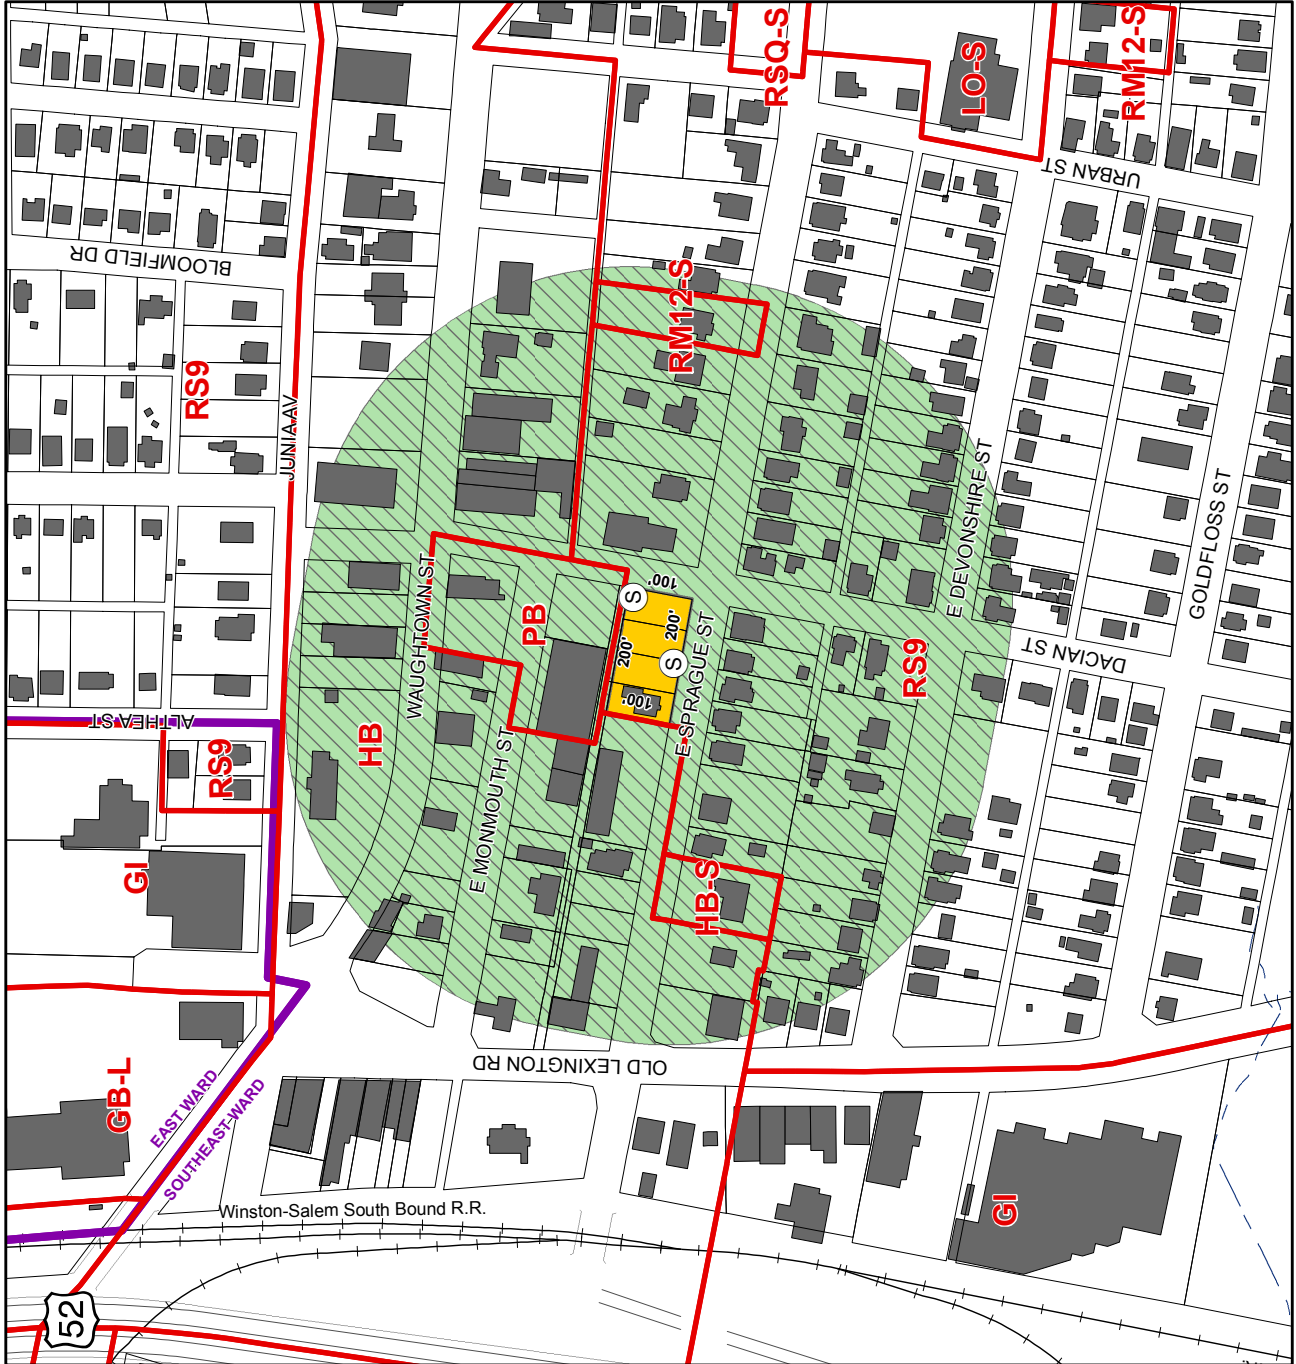 RSQ-S
LO-S
RM12-S
URBAN ST
BLOOMFIELD DR
RM12-S
RS9
JUNIA AV
E DEVONSHIRE ST
GOLDFLOSS ST
WAUGHTOWN ST
PB
S
100'
200'
200'
S
100'
E SPRAGUE ST
RS9
DACIAN ST
ALTHEA ST
HB
RS9
E MONMOUTH ST
GI
HB-S
OLD LEXINGTON RD
GB-L
EAST WARD
SOUTHEAST WARD
Winston-Salem South Bound R.R.
GI
52